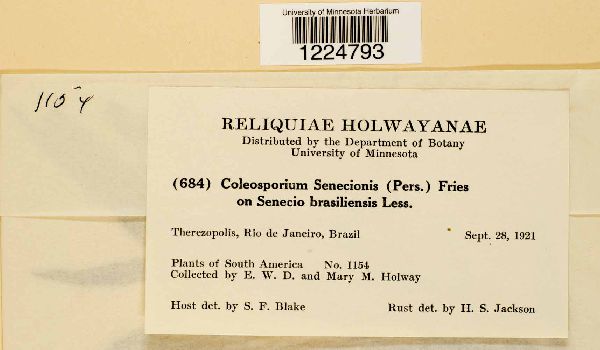 University of Minnesota Herbarium
1224793
RELIQUIAE HOLWAYANAE
Distributed by the Department of Botany
University of Minnesota
(684) Coleosporium Senecionis (Pers.) Fries
on Senecio brasiliensis Less.
Therezopolis, Rio de Janeiro, Brazil Sept. 28, 1921
Plants of South America No. 1154
Collected by E. W. D. and Mary M. Holway
Host det. by S. F. Blake Rust det. by H. S. Jackson